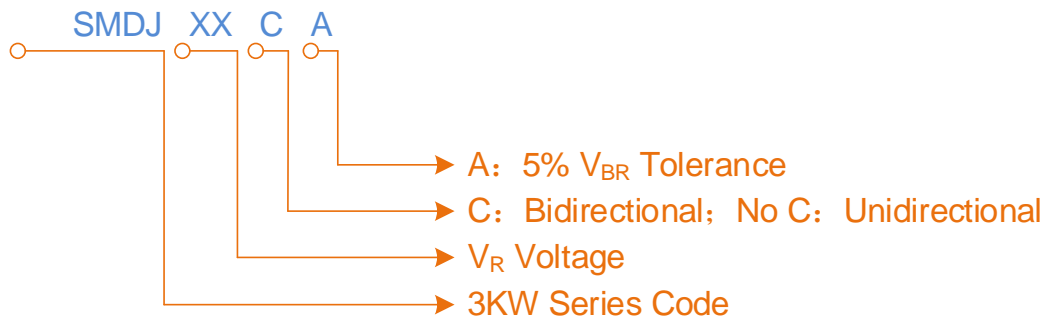 SMDJ XX C A
A：5% VBR Tolerance
C：Bidirectional；No C：Unidirectional
VR Voltage
3KW Series Code